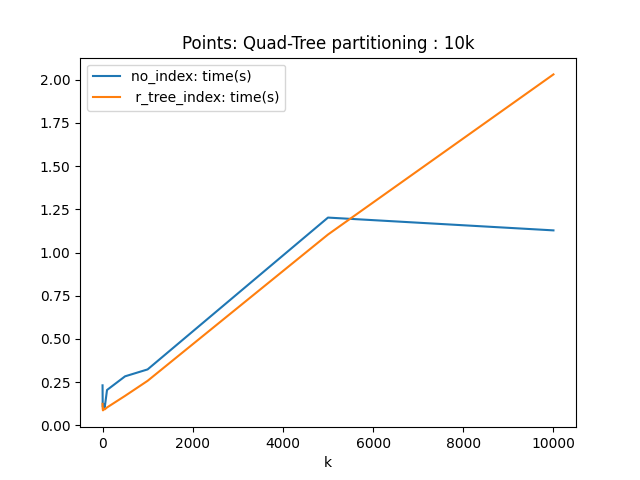 Points: Quad-Tree partitioning : 10k
no_index: time(s)
r_tree_index: time(s)
2.00
1.75
1.50
1.25
1.00
0.75
0.50
0.25
0.00
0 2000 4000 6000 8000 10000
k